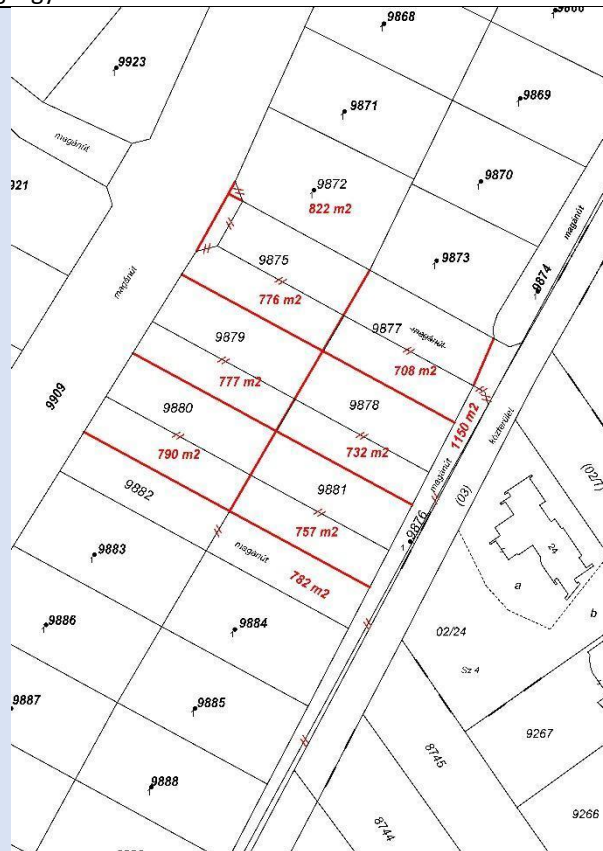 9868
9923
9869
9871
magánút
921
9870
9872
822 m2
magánút
9873
9874
9875
776 m2
magánút
9877
magánút
708 m2
9879
777 m2
9909
9880
790 m2
9878
732 m2
1150 m2
közterület
magánút
(02/1)
9881
757 m2
9882
(03)
9876
24
magánút
782 m2
9883
a
b
9884
02/24
9886
Sz 4
9885
9887
9267
8745
9888
8744
9266